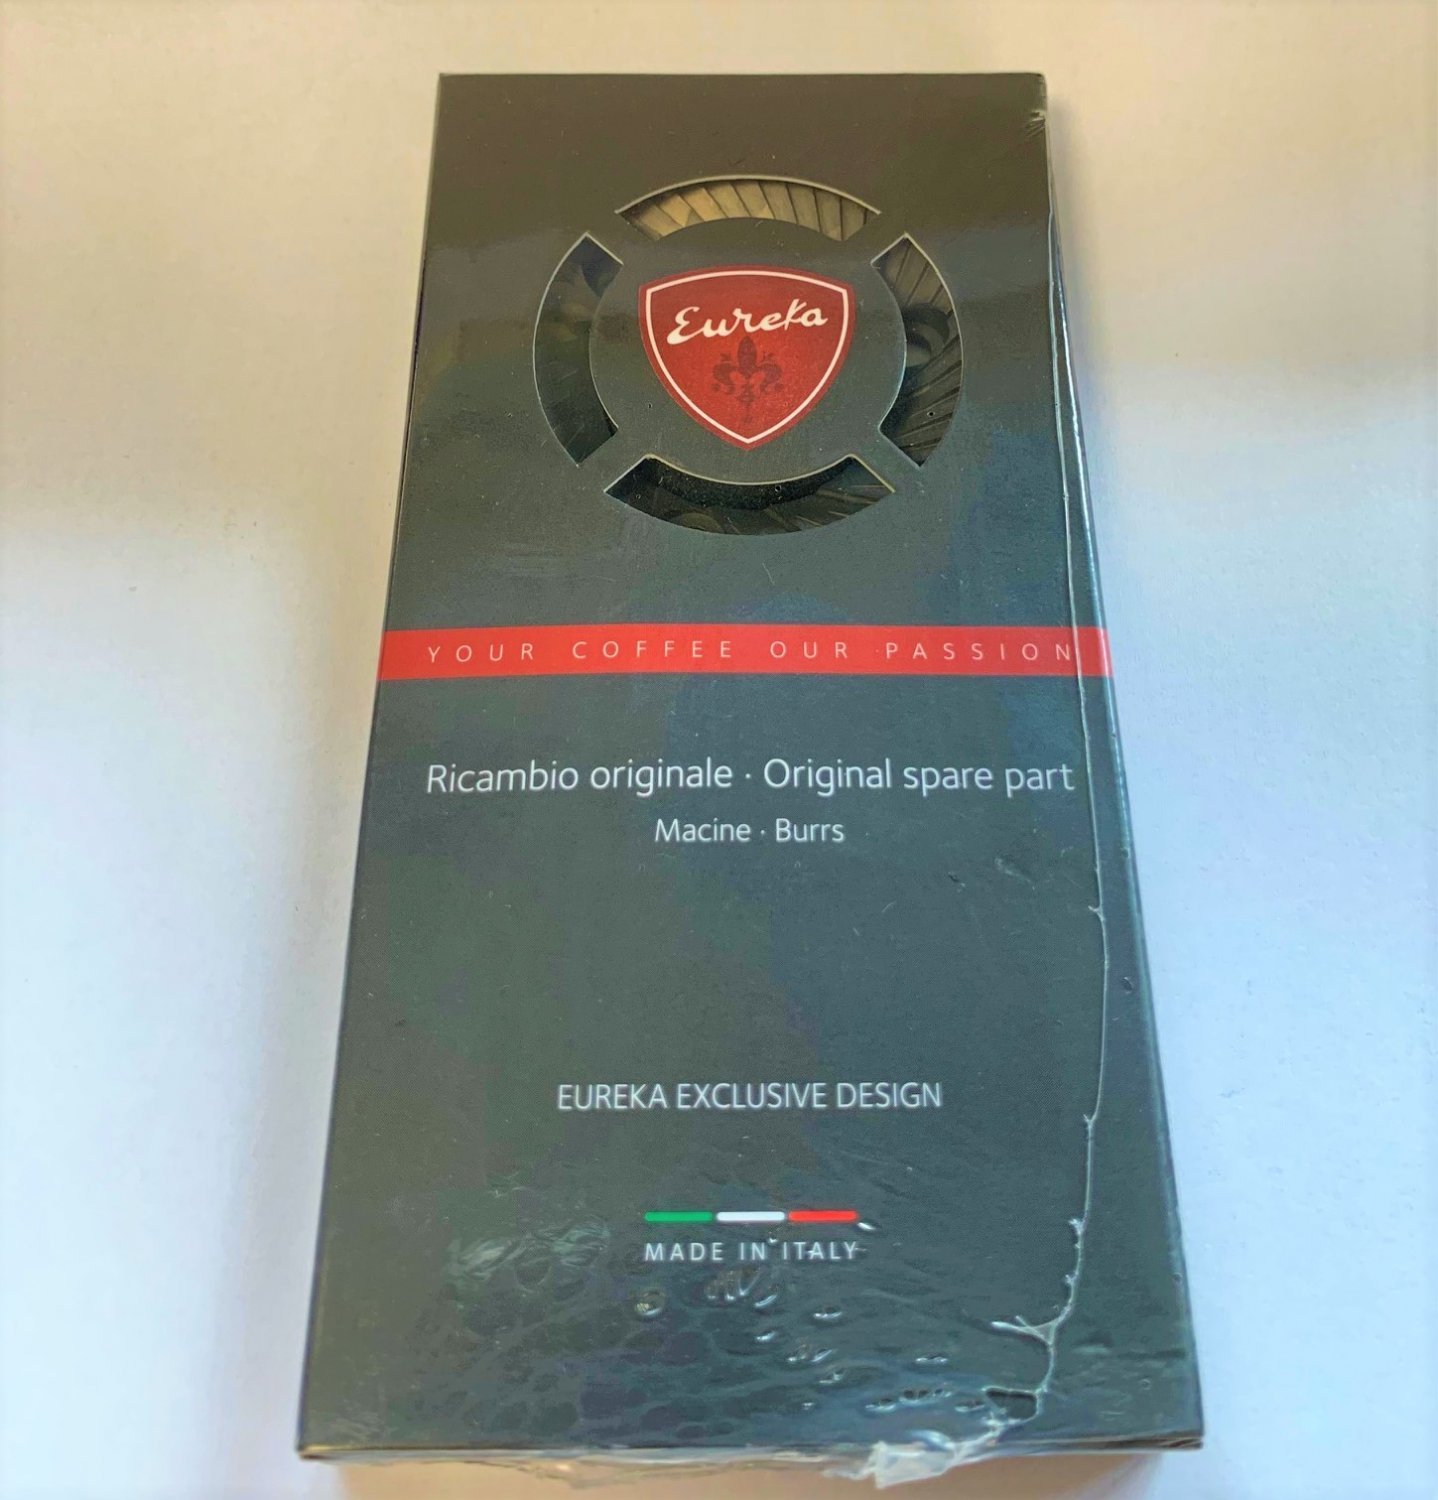 Eureka
YOUR COFFEE OUR PASSION
Ricambio originale · Original spare part
Macine · Burrs
EUREKA EXCLUSIVE DESIGN
MADE IN ITALY